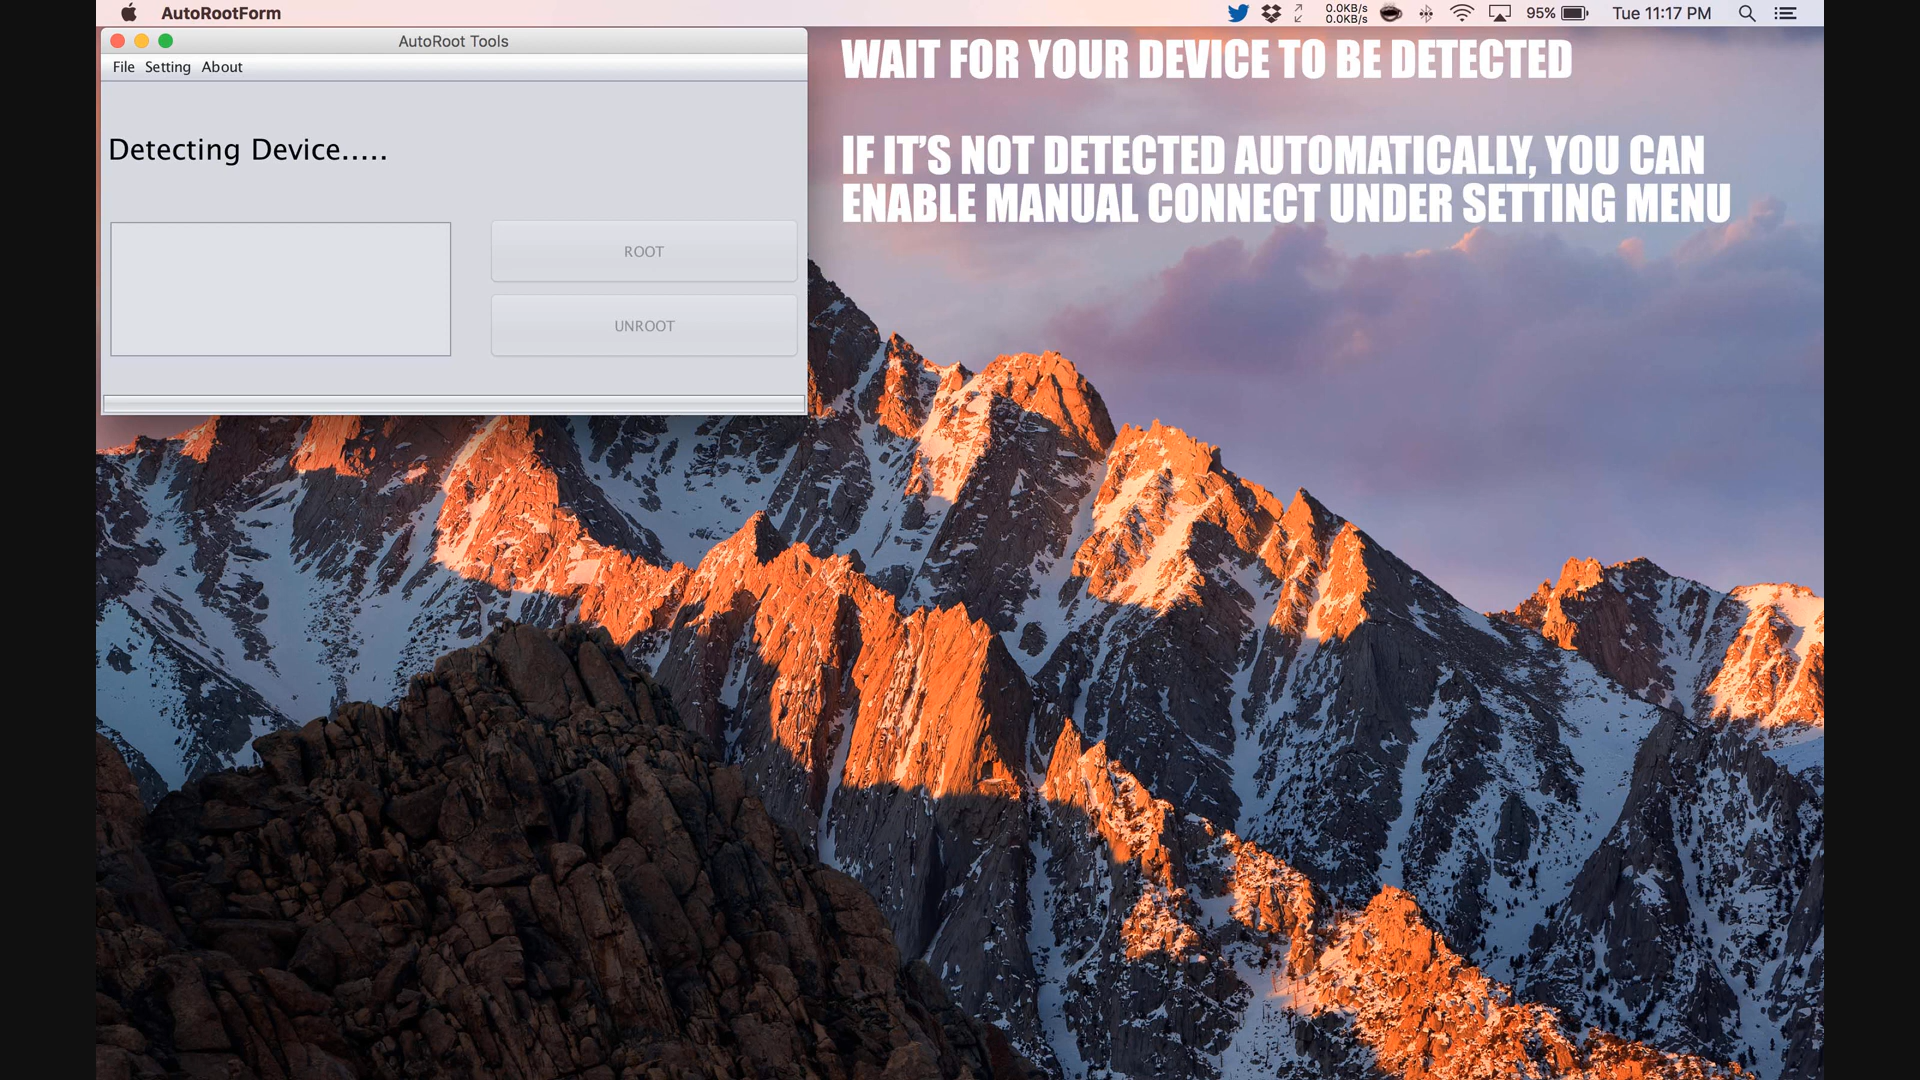 AutoRootForm
0.0KB/s
0.0KB/s
95%
Tue 11:17 PM
AutoRoot Tools
File Setting About
Detecting Device.....
ROOT
UNROOT
WAIT FOR YOUR DEVICE TO BE DETECTED
IF IT'S NOT DETECTED AUTOMATICALLY, YOU CAN
ENABLE MANUAL CONNECT UNDER SETTING MENU